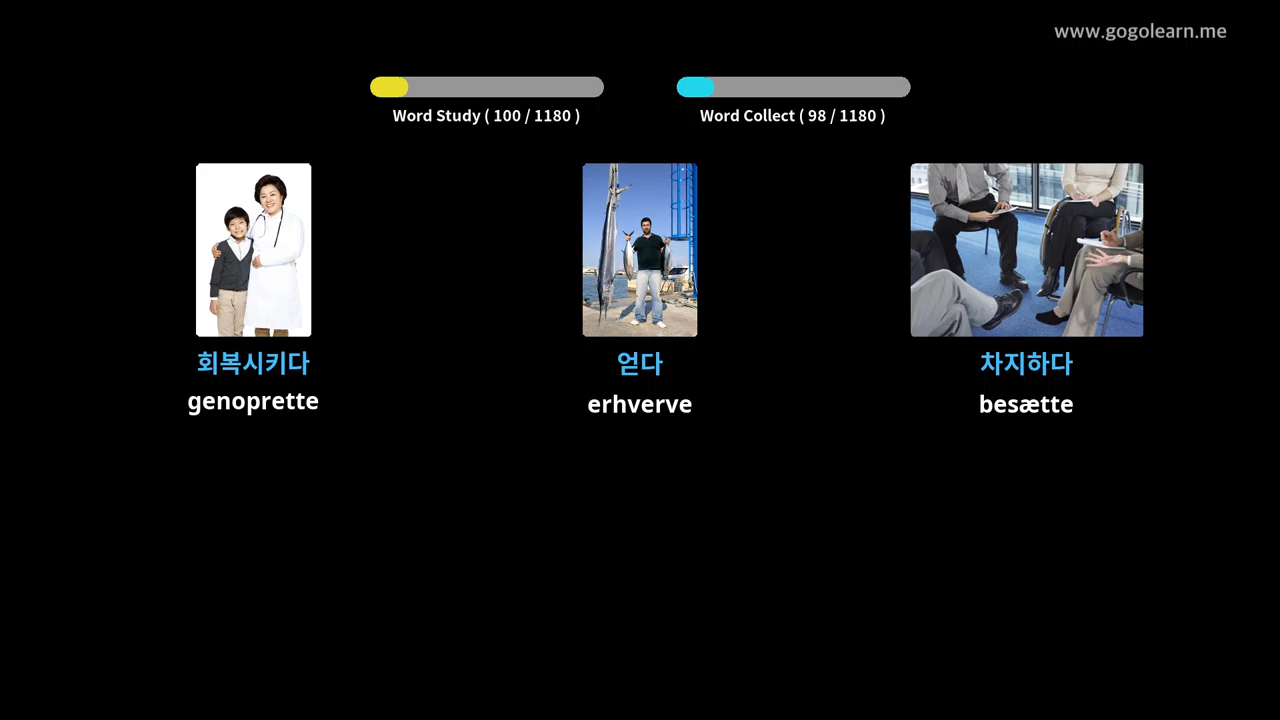 www.gogolearn.me
Word Study ( 100 / 1180 )
Word Collect ( 98 / 1180 )
회복시키다
얻다
차지하다
genoprette
erhverve
besætte